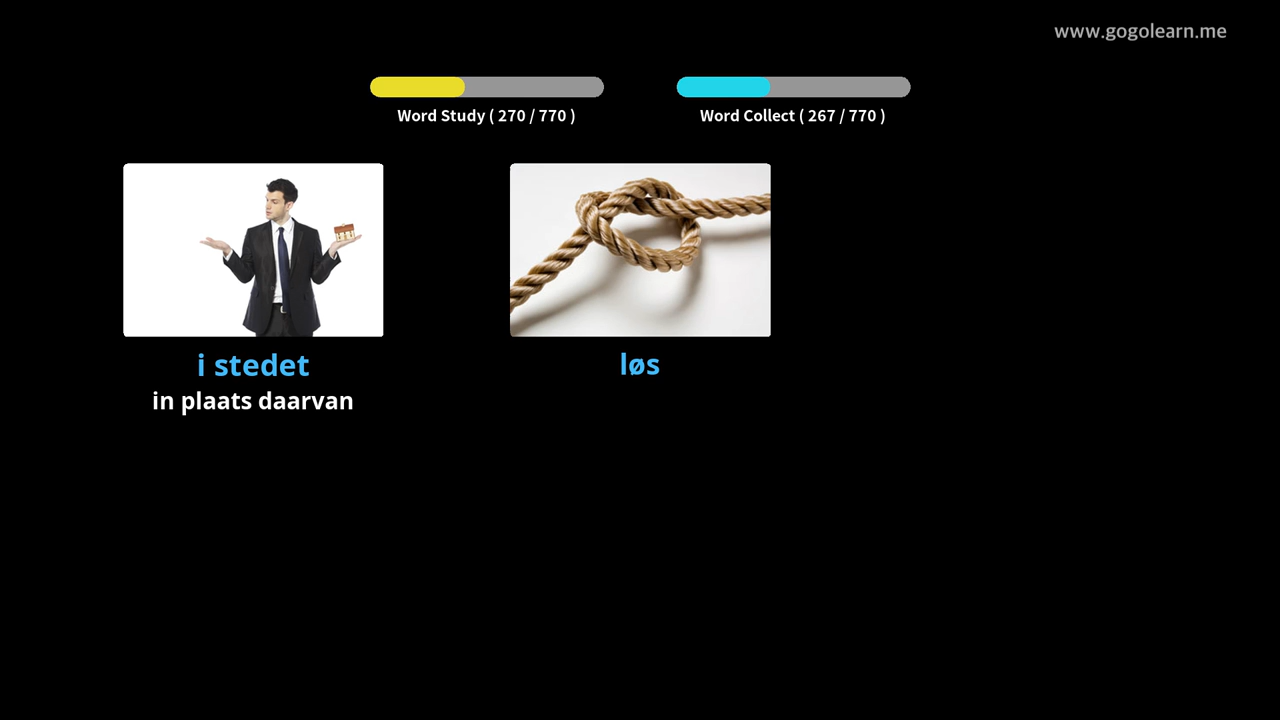 www.gogolearn.me
Word Study ( 270 / 770 )
Word Collect ( 267 / 770 )
i stedet
in plaats daarvan
løs